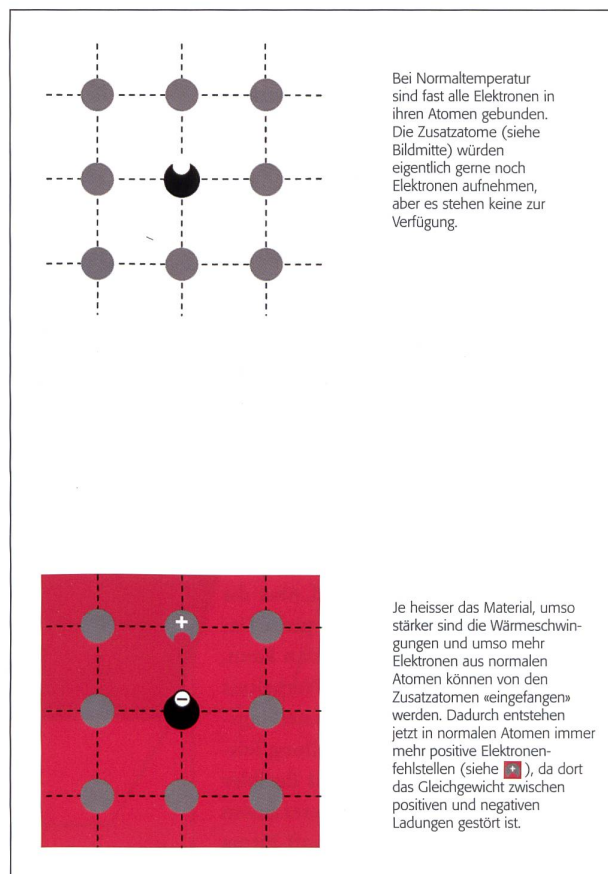 Bei Normaltemperatur
sind fast alle Elektronen in
ihren Atomen gebunden.
Die Zusatzatome (siehe
Bildmitte) würden
eigentlich gerne noch
Elektronen aufnehmen,
aber es stehen keine zur
Verfügung.
+
−
Je heisser das Material, umso
stärker sind die Wärmeschwin-
gungen und umso mehr
Elektronen aus normalen
Atomen können von den
Zusatzatomen «eingefangen»
werden. Dadurch entstehen
jetzt in normalen Atomen immer
mehr positive Elektronen-
fehlstellen (siehe + ), da dort
das Gleichgewicht zwischen
positiven und negativen
Ladungen gestört ist.